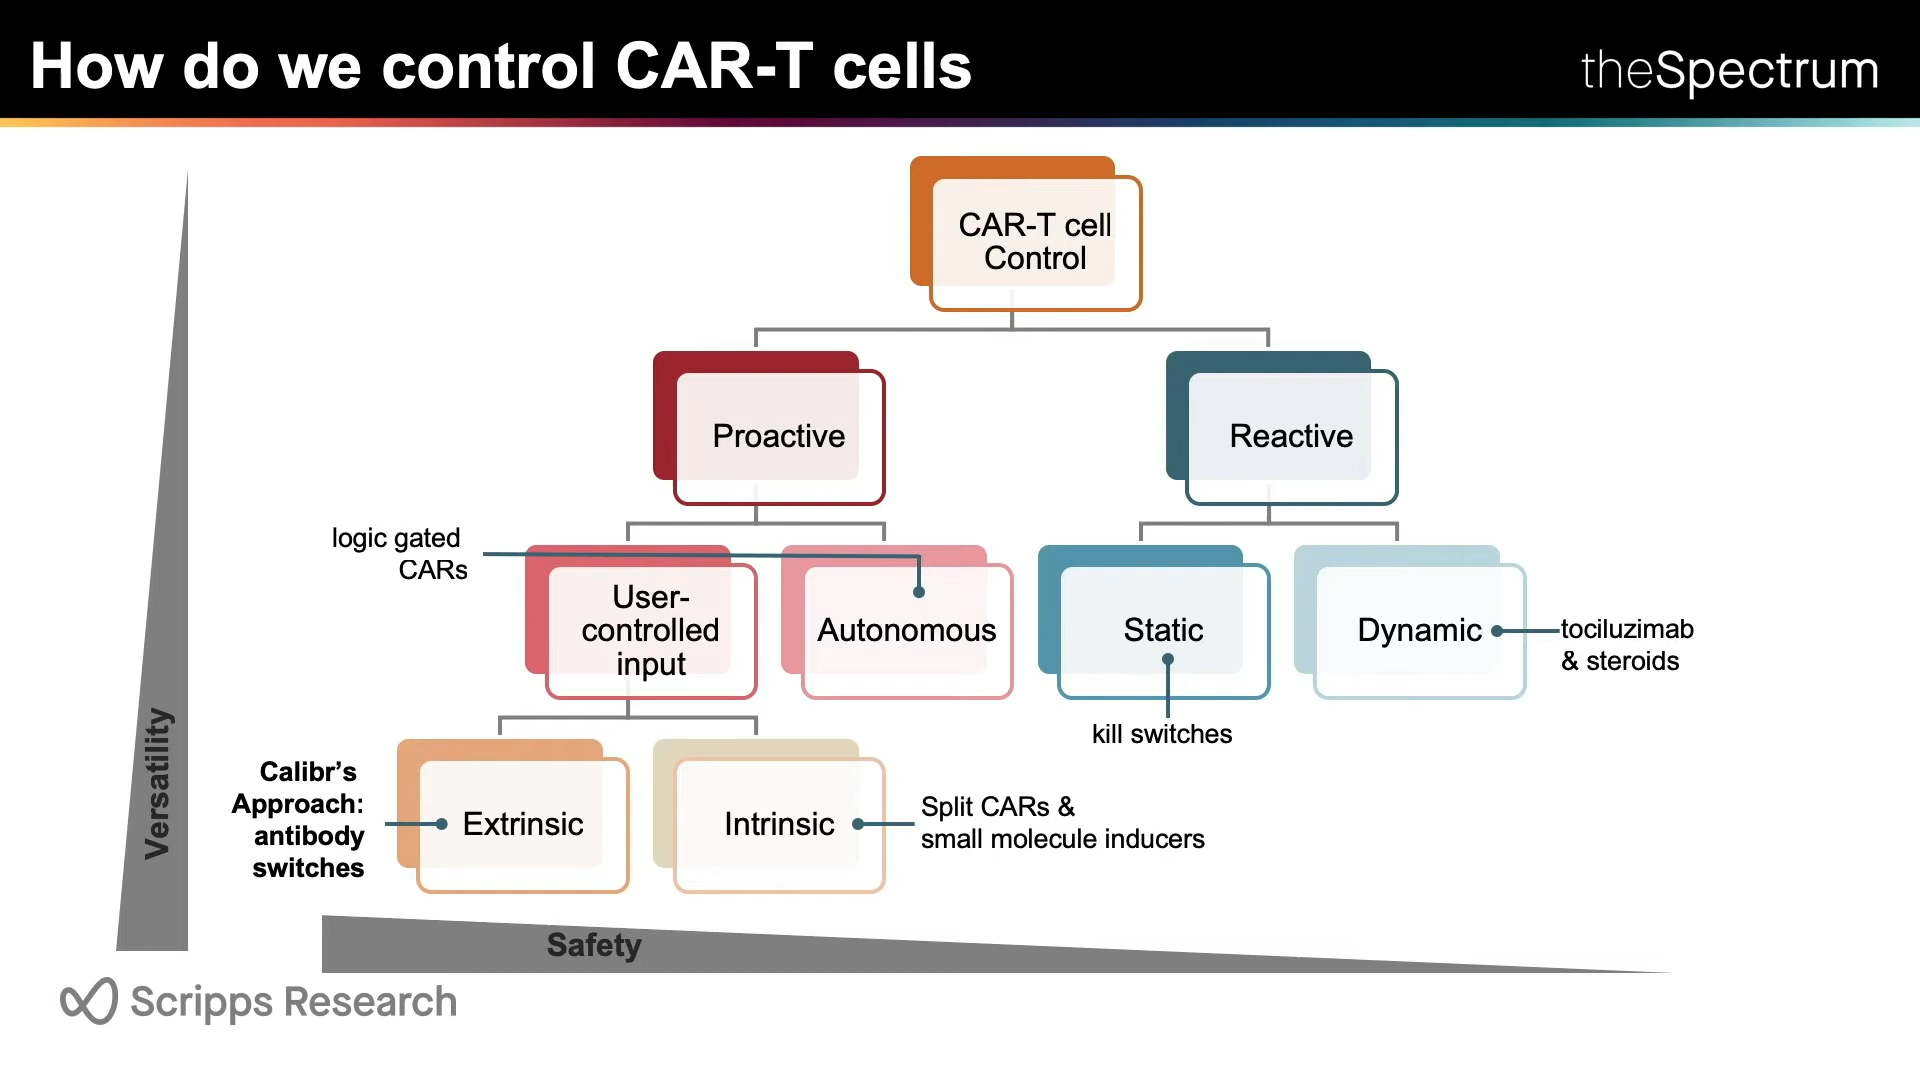 How do we control CAR-T cells
theSpectrum
CAR-T cell
Control
Proactive
Reactive
logic gated
CARs
User-
controlled
input
Autonomous
Static
Dynamic
tociluzimab
& steroids
kill switches
Calibr’s
Approach:
antibody
switches
Extrinsic
Intrinsic
Split CARs &
small molecule inducers
Versatility
Safety
Scripps Research